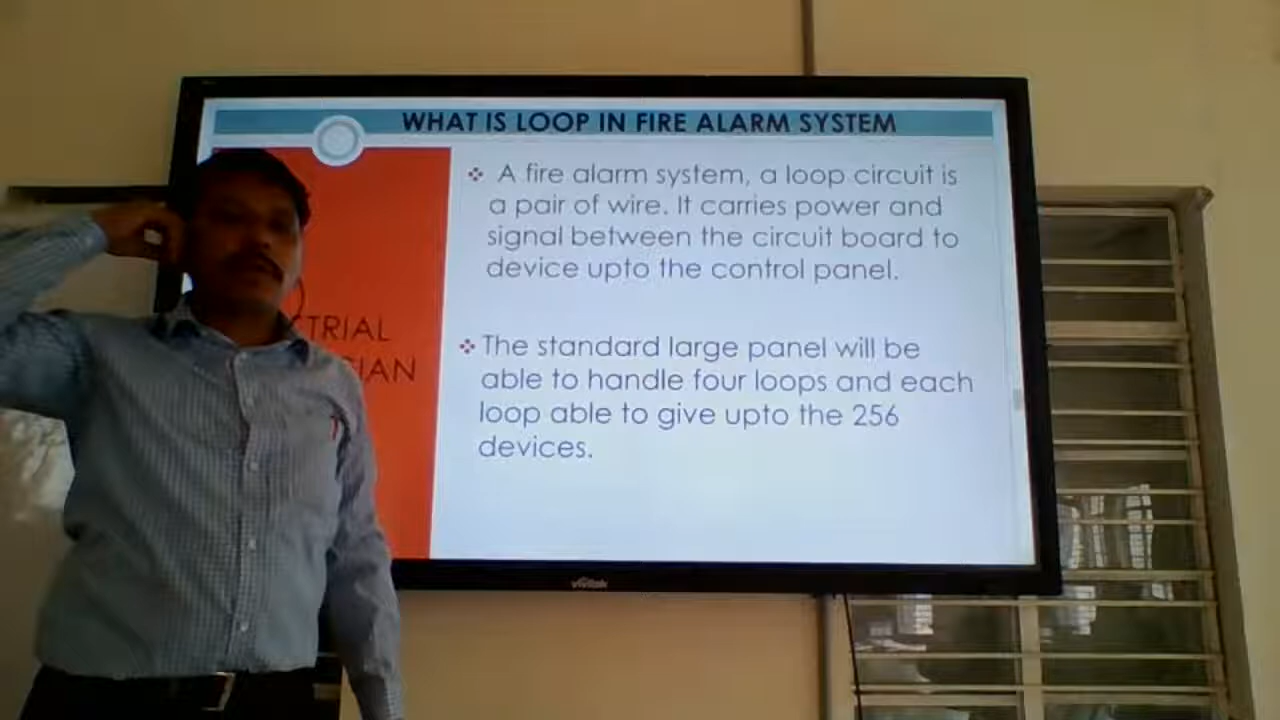 WHAT IS LOOP IN FIRE ALARM SYSTEM
A fire alarm system, a loop circuit is
a pair of wire. It carries power and
signal between the circuit board to
device upto the control panel.
The standard large panel will be
able to handle four loops and each
loop able to give upto the 256
devices.
vivitek